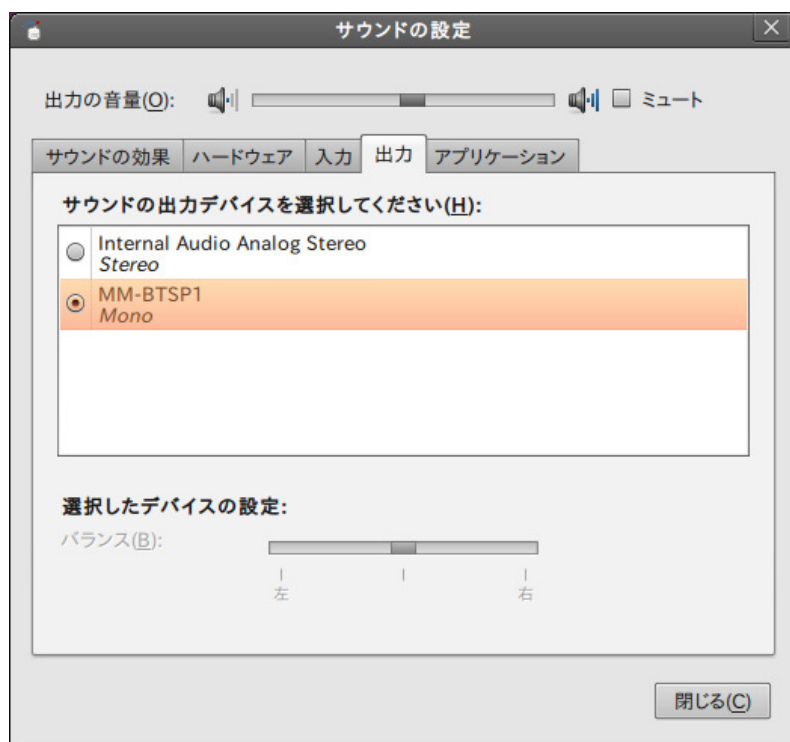 サウンドの設定
出力の音量(O): ミュート
サウンドの効果 ハードウェア 入力 出力 アプリケーション
サウンドの出力デバイスを選択してください(H):
Internal Audio Analog Stereo
Stereo
MM-BTSP1
Mono
選択したデバイスの設定:
バランス(B):
左 右
閉じる(C)